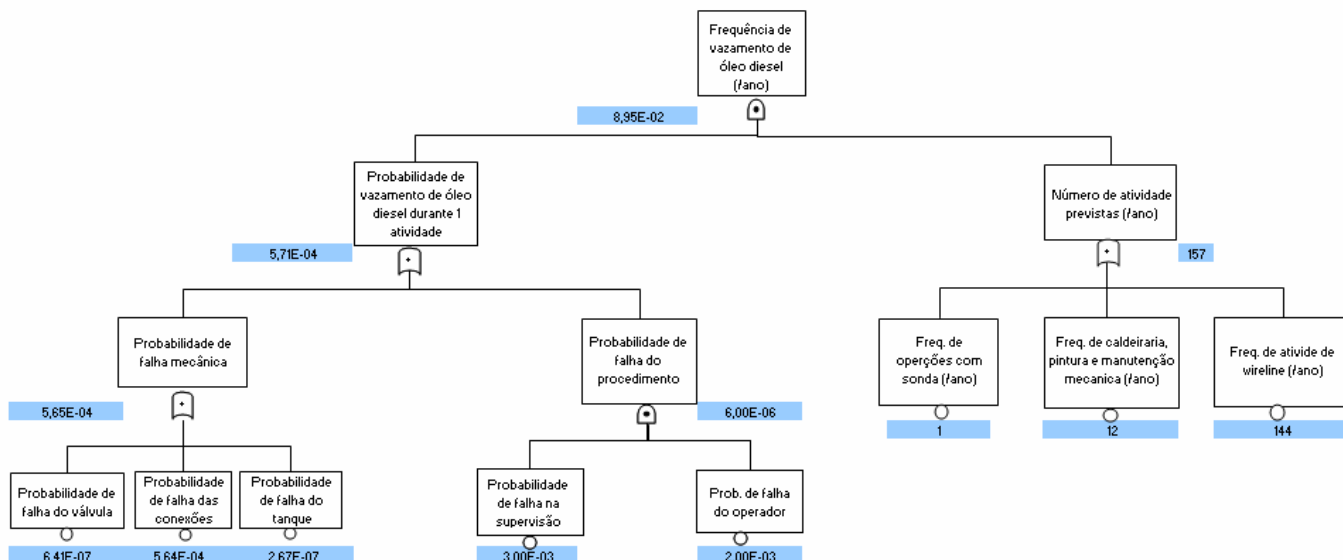 Frequência de
vazamento de
óleo diesel
(/ano)
8,95E-02
Probabilidade de
vazamento de óleo
diesel durante 1
atividade
5,71E-04
Número de atividade
previstas (/ano)
157
Probabilidade de
falha mecânica
5,65E-04
Probabilidade de
falha do
procedimento
6,00E-06
Freq. de
operções com
sonda (/ano)
1
Freq. de caldeiraria,
pintura e manutenção
mecanica (/ano)
12
Freq. de atividade de
wireline (/ano)
144
Probabilidade de
falha do válvula
6,41E-07
Probabilidade
de falha das
conexões
5,64E-04
Probabilidade
de falha do
tanque
2,67E-07
Probabilidade
de falha na
supervisão
3,00E-03
Prob. de falha
do operador
2,00E-03